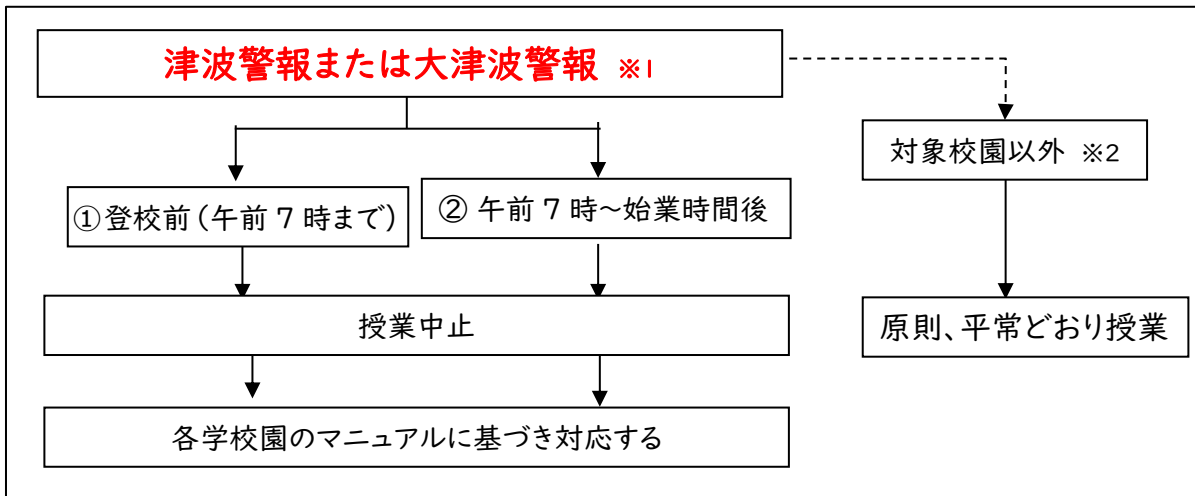 津波警報または大津波警報 ※1
対象校園以外 ※2
①登校前(午前7時まで)
② 午前7時~始業時間後
授業中止
原則、平常どおり授業
各学校園のマニュアルに基づき対応する